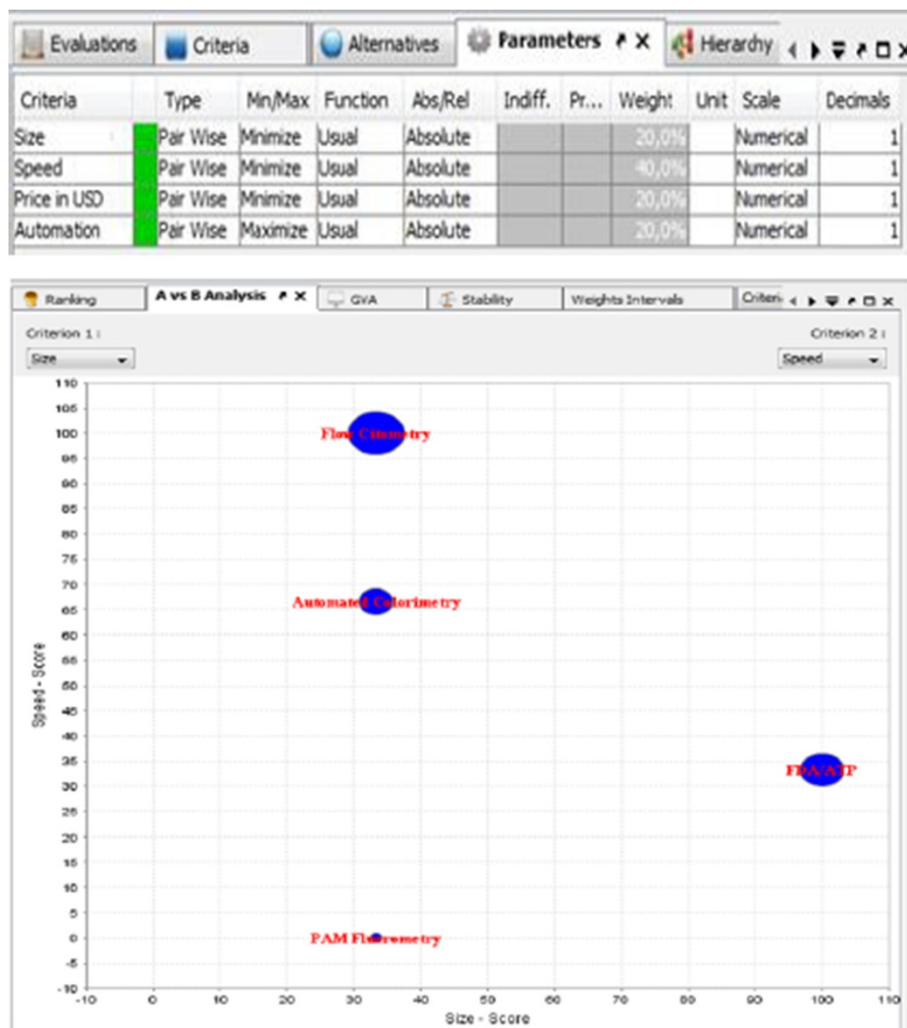 Evaluations Criteria Alternatives Parameters Hierarchy
Criteria Type Min/Max Function Abs/Rel Indiff. Pr... Weight Unit Scale Decimals
Size Pair Wise Minimize Usual Absolute 20,0% Numerical 1
Speed Pair Wise Minimize Usual Absolute 40,0% Numerical 1
Price in USD Pair Wise Minimize Usual Absolute 20,0% Numerical 1
Automation Pair Wise Maximize Usual Absolute 20,0% Numerical 1
Ranking A vs B Analysis GVA Stability Weights Intervals Criteri
Criterion 1 : Criterion 2 :
Size Speed
110
105
100
Flow Citometry
95
90
85
80
75
70
65
Automated Colorimetry
60
55
50
45
40
35
FDA/ATP
30
25
20
15
10
5
0
PAM Fluorometry
-5
-10
Speed - Score
-10 0 10 20 30 40 50 60 70 80 90 100 110
Size - Score